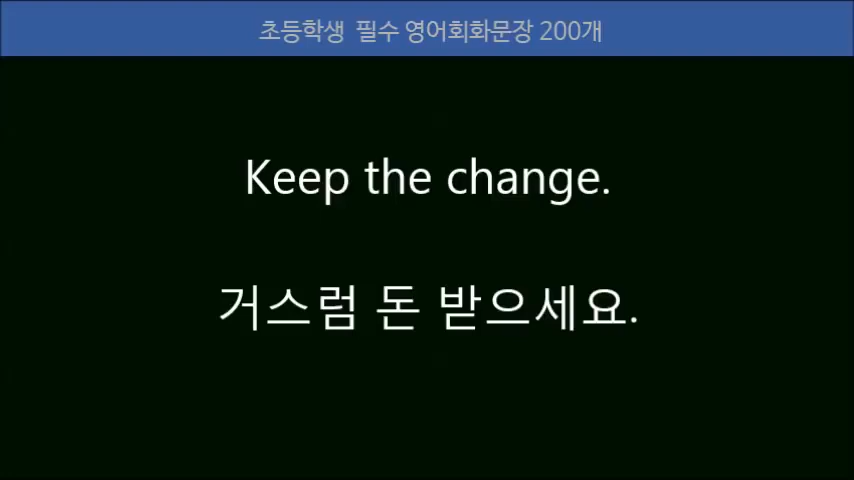 초등학생 필수 영어회화문장 200개
Keep the change.
거스럼 돈 받으세요.